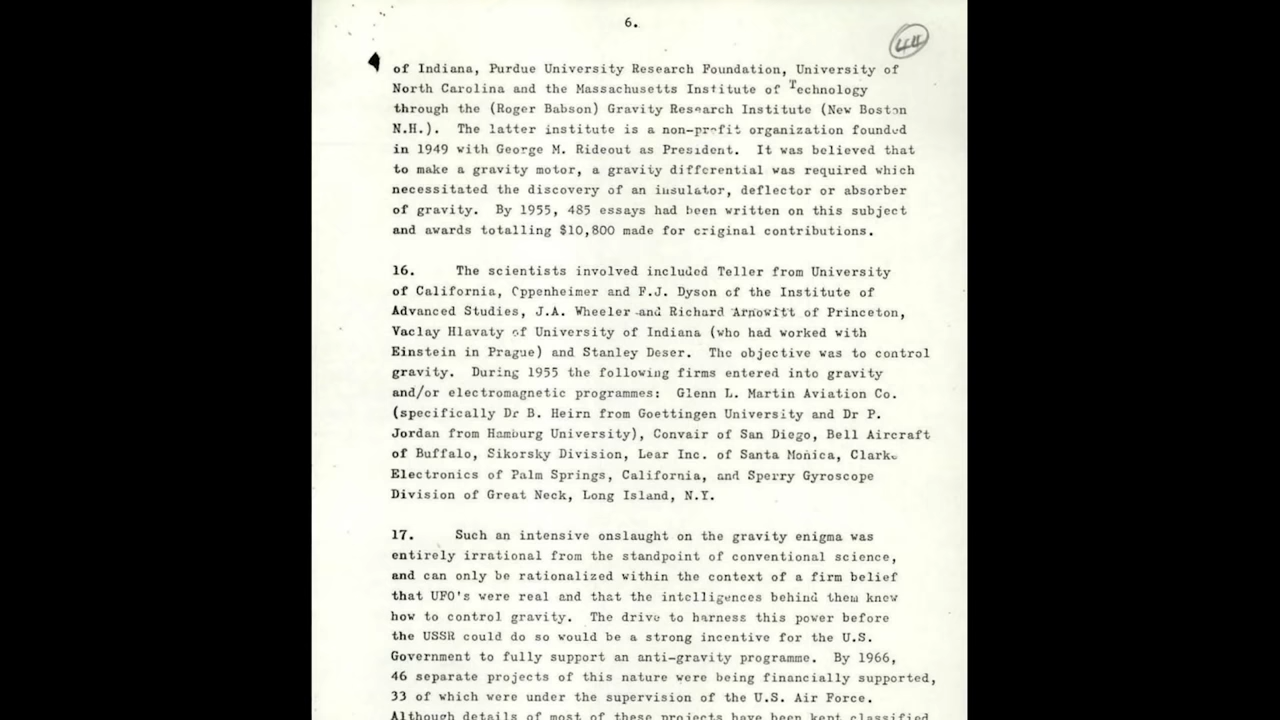 6.
44
of Indiana, Purdue University Research Foundation, University of
North Carolina and the Massachusetts Institute of Technology
through the (Roger Babson) Gravity Research Institute (New Boston
N.H.). The latter institute is a non-profit organization founded
in 1949 with George M. Rideout as President. It was believed that
to make a gravity motor, a gravity differential was required which
necessitated the discovery of an insulator, deflector or absorber
of gravity. By 1955, 485 essays had been written on this subject
and awards totalling $10,800 made for original contributions.
16. The scientists involved included Teller from University
of California, Oppenheimer and F.J. Dyson of the Institute of
Advanced Studies, J.A. Wheeler and Richard Arnowitt of Princeton,
Vaclay Hlavaty of University of Indiana (who had worked with
Einstein in Prague) and Stanley Deser. The objective was to control
gravity. During 1955 the following firms entered into gravity
and/or electromagnetic programmes: Glenn L. Martin Aviation Co.
(specifically Dr B. Heirn from Goettingen University and Dr P.
Jordan from Hamburg University), Convair of San Diego, Bell Aircraft
of Buffalo, Sikorsky Division, Lear Inc. of Santa Monica, Clarke
Electronics of Palm Springs, California, and Sperry Gyroscope
Division of Great Neck, Long Island, N.Y.
17. Such an intensive onslaught on the gravity enigma was
entirely irrational from the standpoint of conventional science,
and can only be rationalized within the context of a firm belief
that UFO's were real and that the intelligences behind them knew
how to control gravity. The drive to harness this power before
the USSR could do so would be a strong incentive for the U.S.
Government to fully support an anti-gravity programme. By 1966,
46 separate projects of this nature were being financially supported,
33 of which were under the supervision of the U.S. Air Force.
Although details of most of these projects have been kept classified